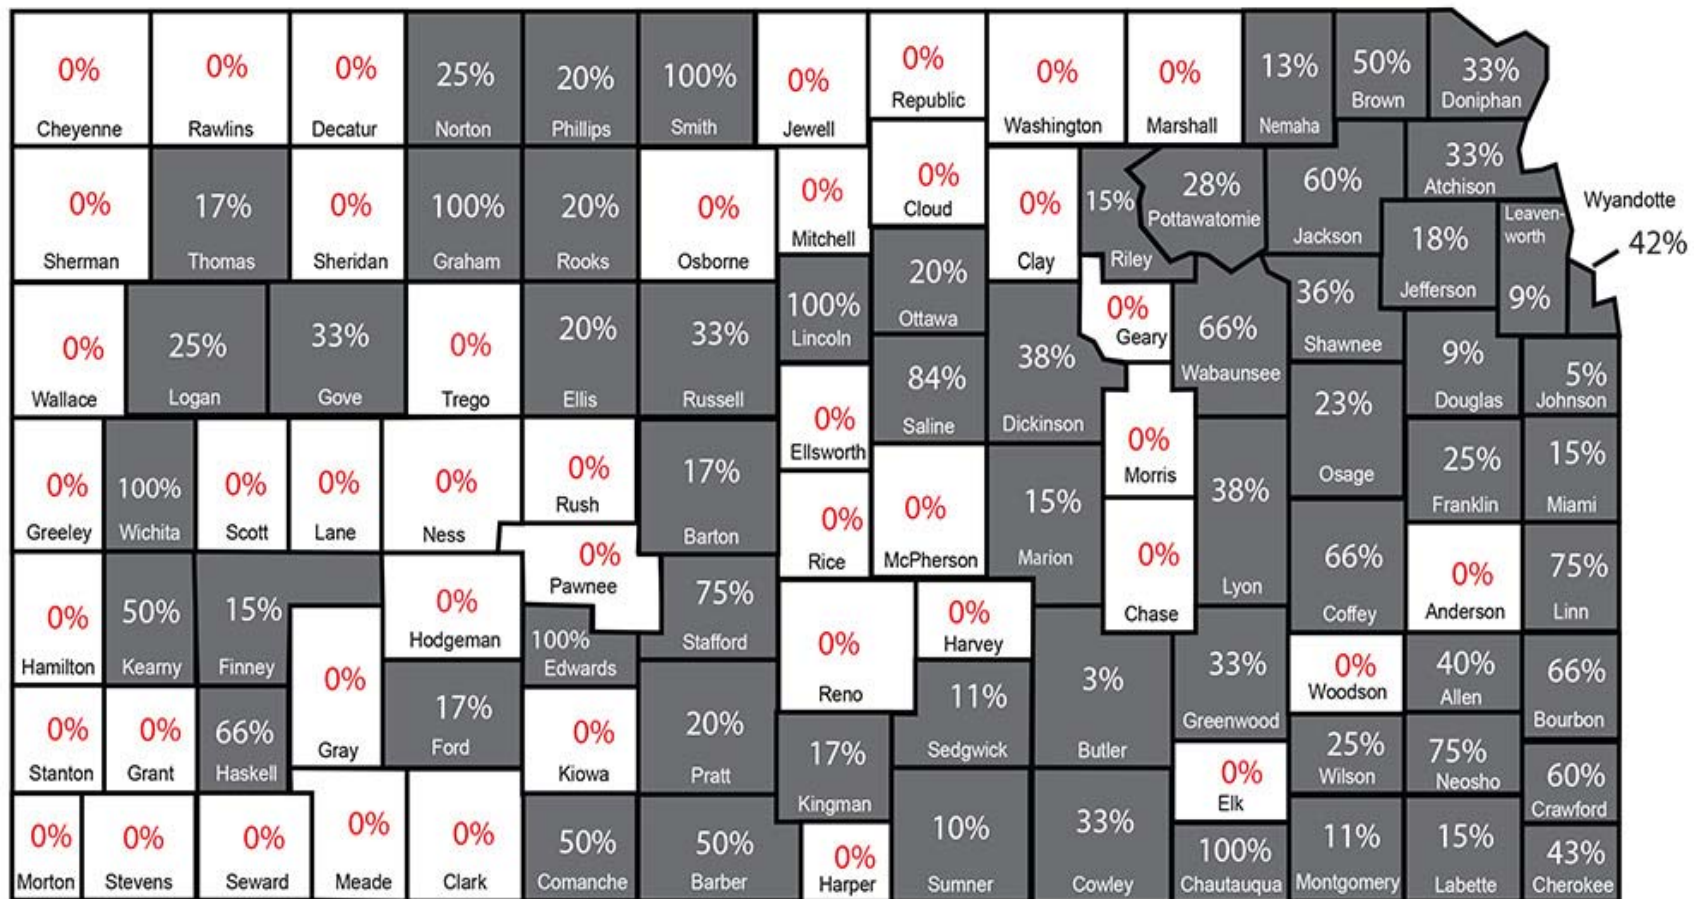 0%
Cheyenne
0%
Rawlins
0%
Decatur
25%
Norton
20%
Phillips
100%
Smith
0%
Jewell
0%
Republic
0%
Washington
0%
Marshall
13%
Nemaha
50%
Brown
33%
Doniphan
0%
Sherman
17%
Thomas
0%
Sheridan
100%
Graham
20%
Rooks
0%
Osborne
0%
Mitchell
0%
Cloud
0%
Clay
15%
Riley
28%
Pottawatomie
60%
Jackson
33%
Atchison
18%
Jefferson
Leaven-
worth
9%
Wyandotte
42%
0%
Wallace
25%
Logan
33%
Gove
0%
Trego
20%
Ellis
33%
Russell
100%
Lincoln
20%
Ottawa
84%
Saline
38%
Dickinson
0%
Geary
66%
Wabaunsee
36%
Shawnee
9%
Douglas
5%
Johnson
0%
Greeley
100%
Wichita
0%
Scott
0%
Lane
0%
Ness
0%
Rush
17%
Barton
0%
Ellsworth
0%
Rice
0%
McPherson
15%
Marion
0%
Morris
0%
Chase
38%
Lyon
23%
Osage
25%
Franklin
15%
Miami
0%
Hamilton
50%
Kearny
15%
Finney
0%
Hodgeman
0%
Pawnee
100%
Edwards
75%
Stafford
0%
Reno
0%
Harvey
66%
Coffey
0%
Anderson
75%
Linn
0%
Stanton
0%
Grant
66%
Haskell
0%
Gray
17%
Ford
0%
Kiowa
20%
Pratt
17%
Kingman
11%
Sedgwick
3%
Butler
33%
Greenwood
0%
Woodson
40%
Allen
66%
Bourbon
0%
Morton
0%
Stevens
0%
Seward
0%
Meade
0%
Clark
50%
Comanche
50%
Barber
0%
Harper
10%
Sumner
33%
Cowley
0%
Elk
100%
Chautauqua
25%
Wilson
75%
Neosho
60%
Crawford
11%
Montgomery
15%
Labette
43%
Cherokee